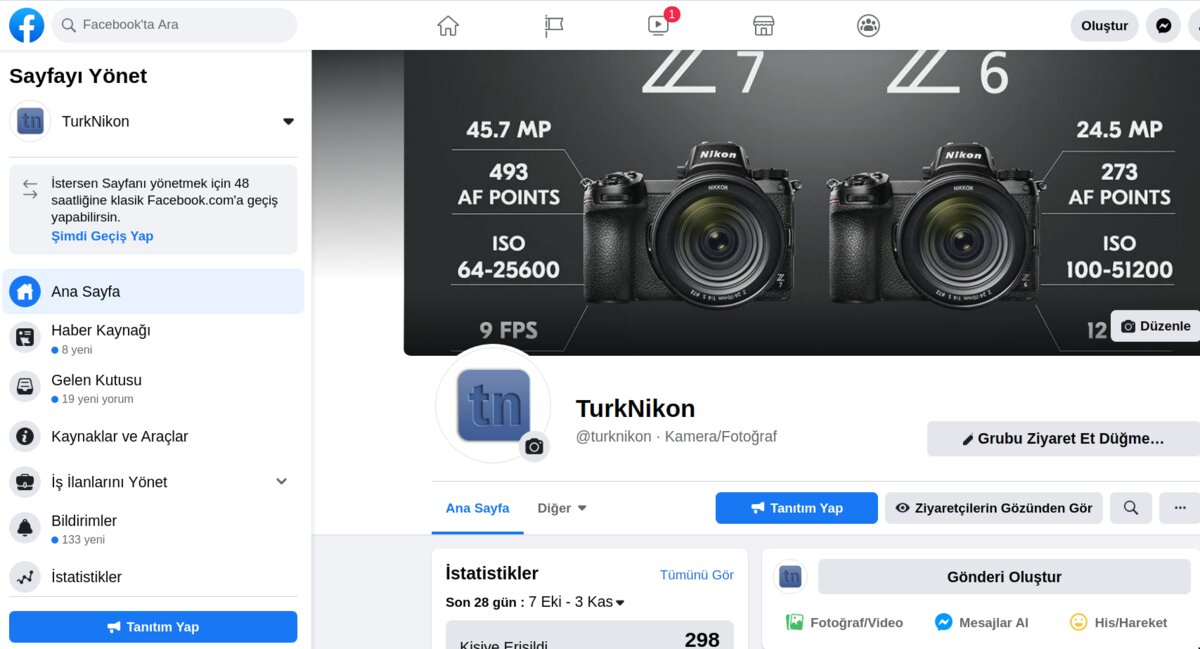 Facebook'ta Ara
1
Oluştur
Sayfayı Yönet
tn
TurkNikon
İstersen Sayfanı yönetmek için 48
saatliğine klasik Facebook.com'a geçiş
yapabilirsin.
Şimdi Geçiş Yap
Ana Sayfa
Haber Kaynağı
8 yeni
Gelen Kutusu
19 yeni yorum
Kaynaklar ve Araçlar
İş İlanlarını Yönet
Bildirimler
133 yeni
İstatistikler
Tanıtım Yap
Z 7
Z 6
45.7 MP
493
AF POINTS
ISO
64-25600
9 FPS
Nikon
NIKKOR
Z
7
Nikon
NIKKOR
Z
6
24.5 MP
273
AF POINTS
ISO
100-51200
12
Düzenle
tn
TurkNikon
@turknikon · Kamera/Fotoğraf
Grubu Ziyaret Et Düğme…
Ana Sayfa
Diğer
Tanıtım Yap
Ziyaretçilerin Gözünden Gör
İstatistikler
Tümünü Gör
Son 28 gün : 7 Eki - 3 Kas
Kişiye Erişildi
298
tn
Gönderi Oluştur
Fotoğraf/Video
Mesajlar Al
His/Hareket